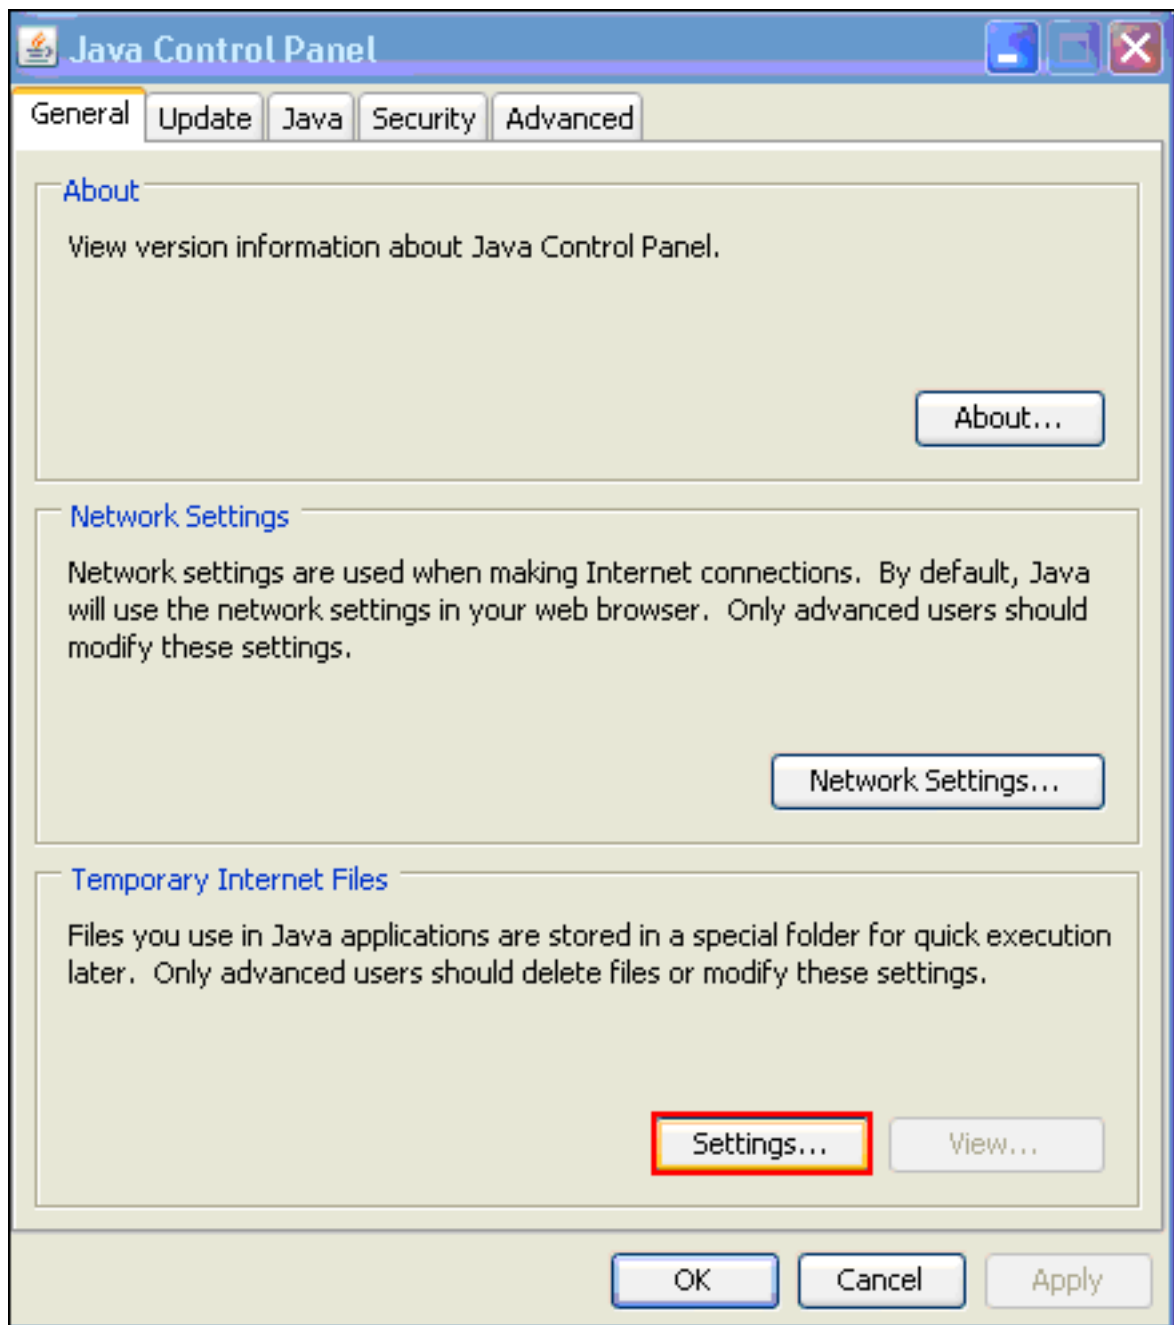 Java Control Panel
General Update Java Security Advanced
About
View version information about Java Control Panel.
About...
Network Settings
Network settings are used when making Internet connections.  By default, Java
will use the network settings in your web browser.  Only advanced users should
modify these settings.
Network Settings...
Temporary Internet Files
Files you use in Java applications are stored in a special folder for quick execution
later.  Only advanced users should delete files or modify these settings.
Settings... View...
OK Cancel Apply